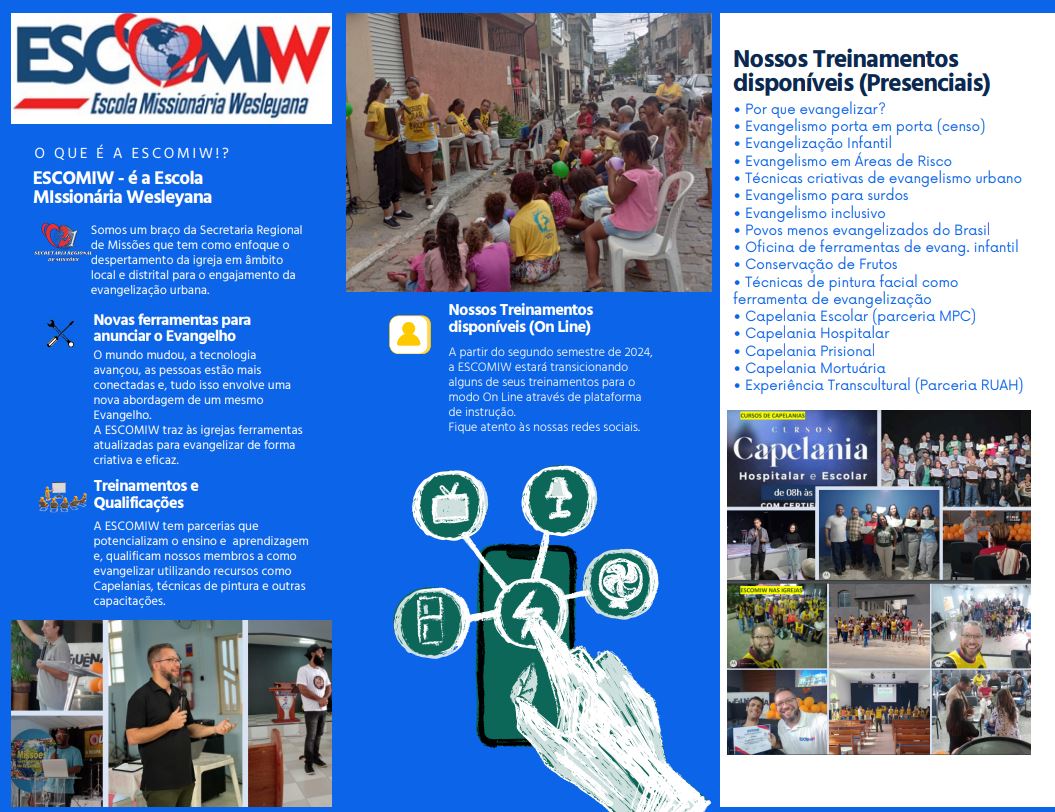 ESCOMIW
Escola Missionária Wesleyana
O QUE É A ESCOMIW!?
ESCOMIW - é a Escola
MIssionária Wesleyana
SECRETARIA REGIONAL
DE MISSÕES
Somos um braço da Secretaria Regional
de Missões que tem como enfoque o
despertamento da igreja em âmbito
local e distrital para o engajamento da
evangelização urbana.
Novas ferramentas para
anunciar o Evangelho
O mundo mudou, a tecnologia
avançou, as pessoas estão mais
conectadas e, tudo isso envolve uma
nova abordagem de um mesmo
Evangelho.
A ESCOMIW traz às igrejas ferramentas
atualizadas para evangelizar de forma
criativa e eficaz.
Treinamentos e
Qualificações
A ESCOMIW tem parcerias que
potencializam o ensino e aprendizagem
e, qualificam nossos membros a como
evangelizar utilizando recursos como
Capelanias, técnicas de pintura e outras
capacitações.
Missões
Nossos Treinamentos
disponíveis (On Line)
A partir do segundo semestre de 2024,
a ESCOMIW estará transicionando
alguns de seus treinamentos para o
modo On Line através de plataforma
de instrução.
Fique atento às nossas redes sociais.
Nossos Treinamentos
disponíveis (Presenciais)
• Por que evangelizar?
• Evangelismo porta em porta (censo)
• Evangelização Infantil
• Evangelismo em Áreas de Risco
• Técnicas criativas de evangelismo urbano
• Evangelismo para surdos
• Evangelismo inclusivo
• Povos menos evangelizados do Brasil
• Oficina de ferramentas de evang. infantil
• Conservação de Frutos
• Técnicas de pintura facial como
ferramenta de evangelização
• Capelania Escolar (parceria MPC)
• Capelania Hospitalar
• Capelania Prisional
• Capelania Mortuária
• Experiência Transcultural (Parceria RUAH)
CURSOS DE CAPELANIAS
CURSOS
Capelania
Hospitalar e Escolar
de 08h às
ESCOMIW NAS IGREJAS